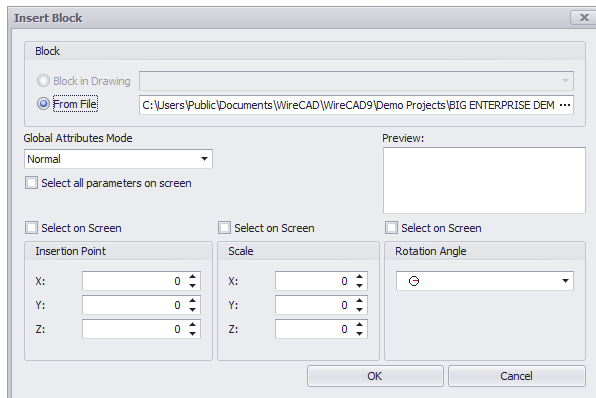 Insert Block
Block
Block in Drawing
From File C:\Users\Public\Documents\WireCAD\WireCAD9\Demo Projects\BIG ENTERPRISE DEM ...
Global Attributes Mode
Preview:
Normal
Select all parameters on screen
Select on Screen Select on Screen Select on Screen
Insertion Point Scale Rotation Angle
X: 0 X: 0
Y: 0 Y: 0
Z: 0 Z: 0
OK Cancel